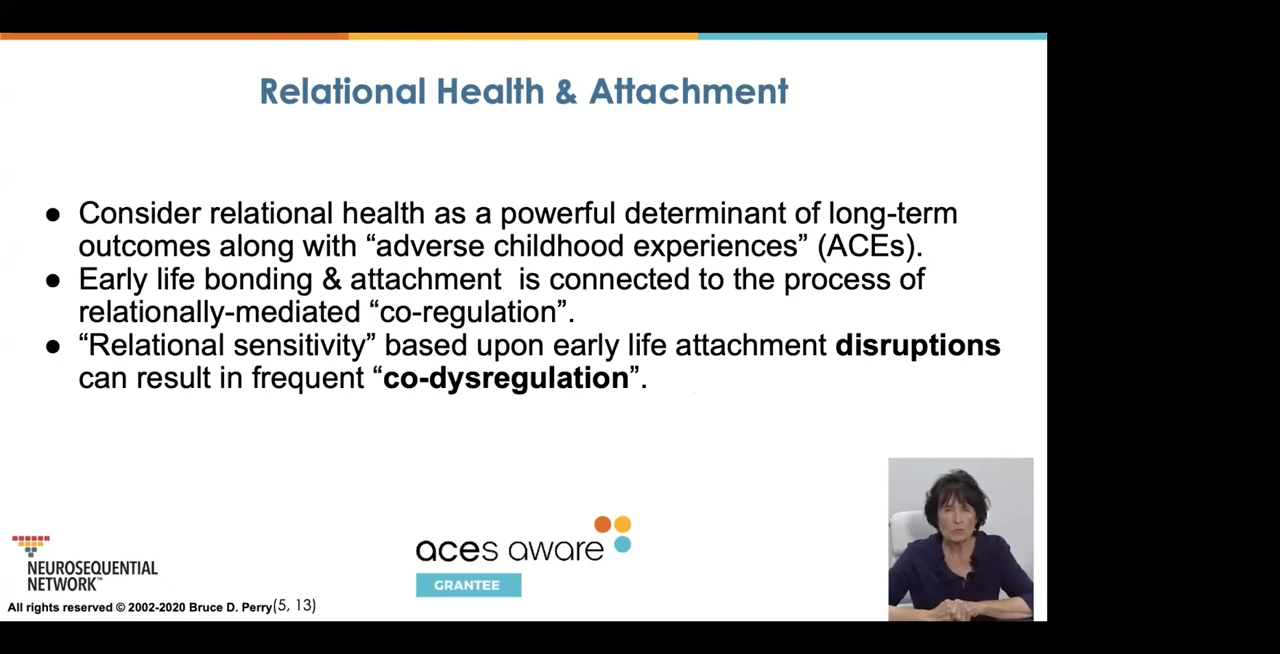 Relational Health & Attachment
● Consider relational health as a powerful determinant of long-term
outcomes along with “adverse childhood experiences” (ACEs).
● Early life bonding & attachment  is connected to the process of
relationally-mediated “co-regulation”.
● “Relational sensitivity” based upon early life attachment disruptions
can result in frequent “co-dysregulation”.
NEUROSEQUENTIAL
NETWORK™
aces aware
GRANTEE
All rights reserved © 2002-2020 Bruce D. Perry(5, 13)